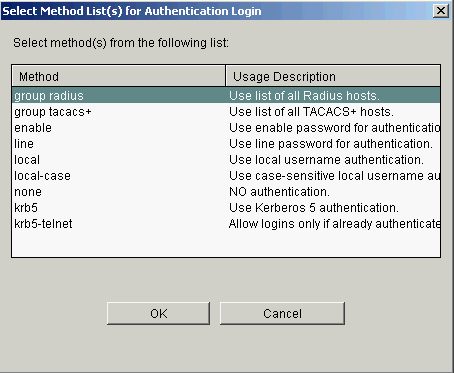 Select Method List(s) for Authentication Login
Select method(s) from the following list:
Method Usage Description
group radius Use list of all Radius hosts.
group tacacs+ Use list of all TACACS+ hosts.
enable Use enable password for authenticatio
line Use line password for authentication.
local Use local username authentication.
local-case Use case-sensitive local username au
none NO authentication.
krb5 Use Kerberos 5 authentication.
krb5-telnet Allow logins only if already authenticate
OK Cancel